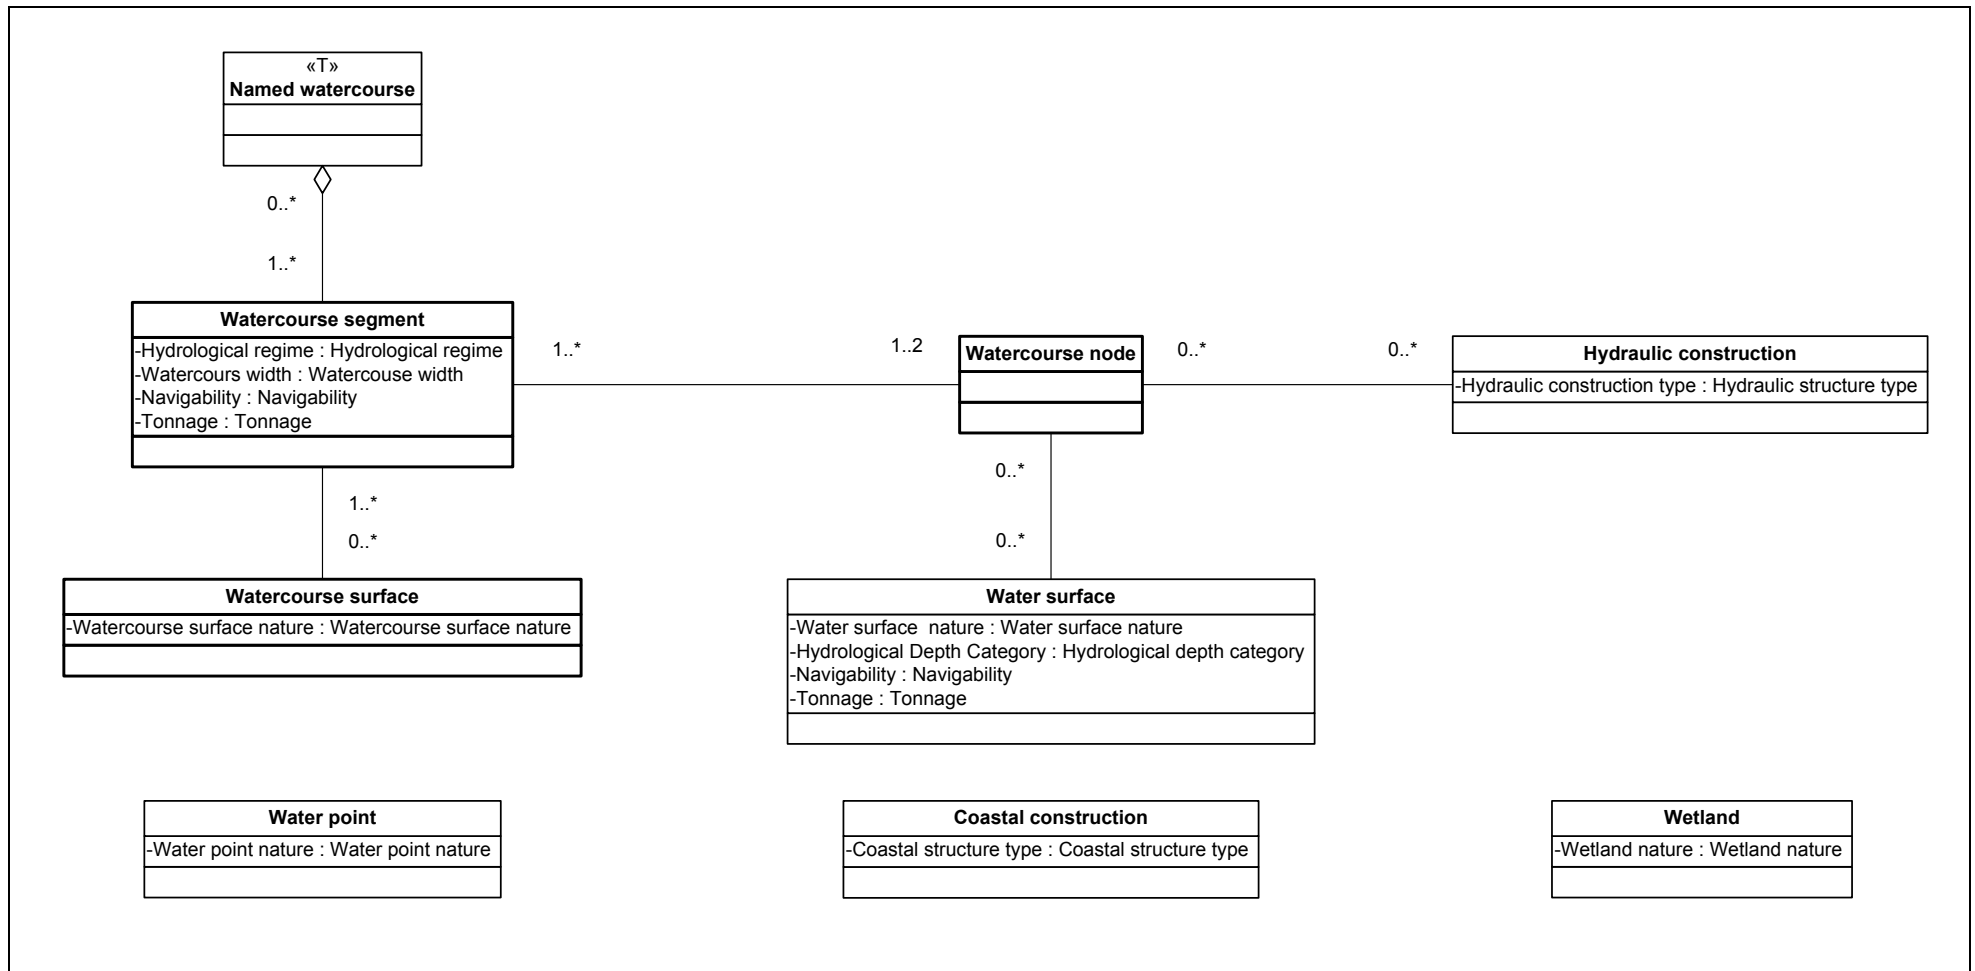 «T»
Named watercourse
0..*
1..*
Watercourse segment
-Hydrological regime : Hydrological regime
-Watercours width : Watercouse width
-Navigability : Navigability
-Tonnage : Tonnage
1..*
1..2
Watercourse node
0..*
0..*
Hydraulic construction
-Hydraulic construction type : Hydraulic structure type
1..*
0..*
0..*
0..*
Watercourse surface
-Watercourse surface nature : Watercourse surface nature
Water surface
-Water surface  nature : Water surface nature
-Hydrological Depth Category : Hydrological depth category
-Navigability : Navigability
-Tonnage : Tonnage
Water point
-Water point nature : Water point nature
Coastal construction
-Coastal structure type : Coastal structure type
Wetland
-Wetland nature : Wetland nature